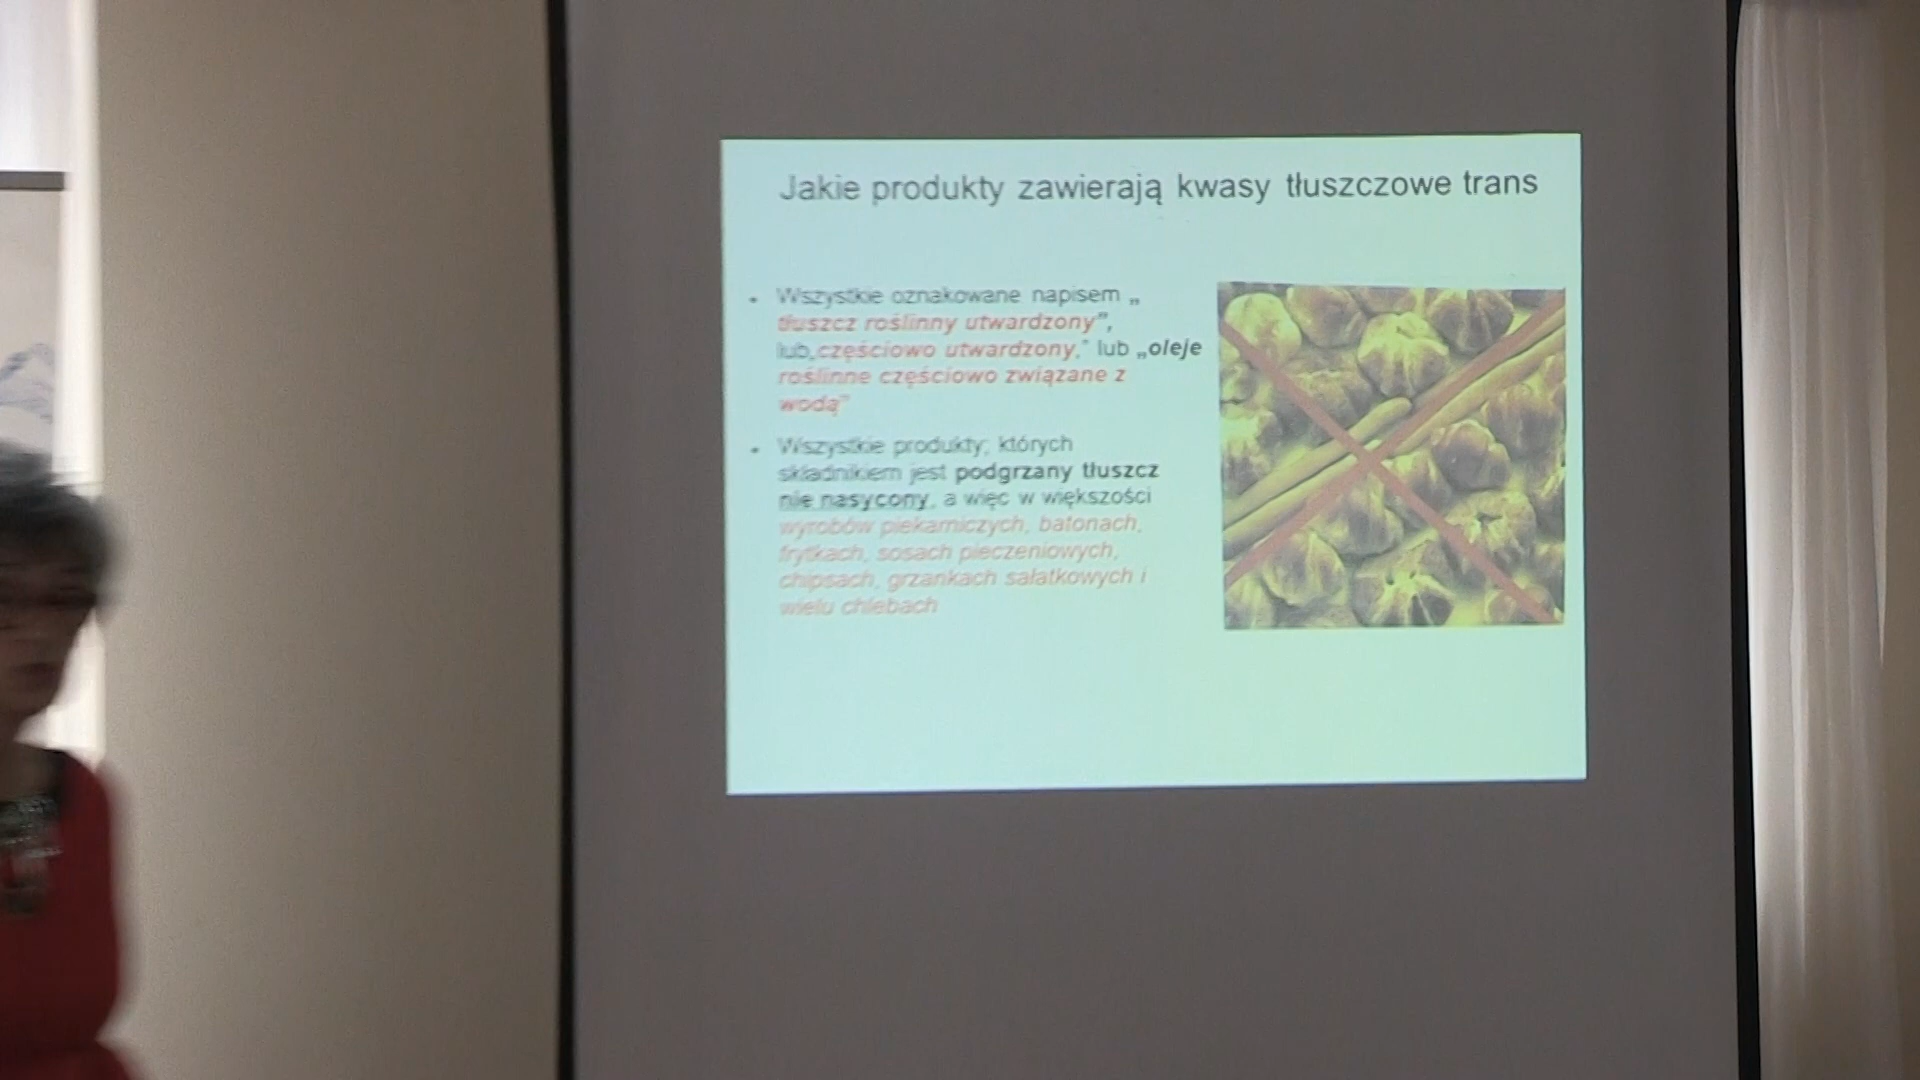 Jakie produkty zawierają kwasy tłuszczowe trans
• Wszystkie oznakowane napisem „
tłuszcz roślinny utwardzony",
lub „częściowo utwardzony," lub „oleje
roślinne częściowo związane z
wodą"
• Wszystkie produkty, których
składnikiem jest podgrzany tłuszcz
nie nasycony, a więc w większości
wyrobów piekarniczych, batonach,
frytkach, sosach pieczeniowych,
chipsach, grzankach sałatkowych i
wielu chlebach